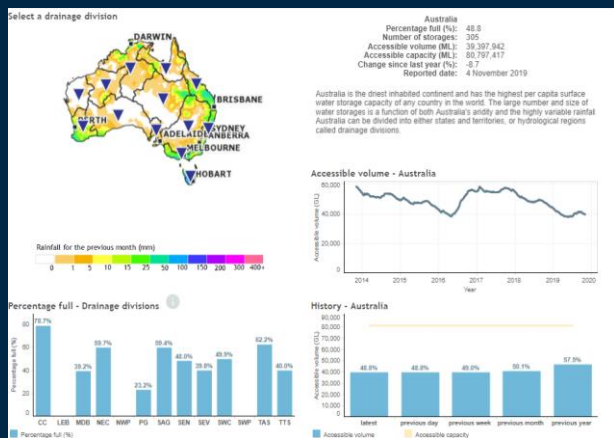 Select a drainage division
DARWIN
BRISBANE
PERTH
ADELAIDE
SYDNEY
CANBERRA
MELBOURNE
HOBART
Rainfall for the previous month (mm)
0 1 5 10 15 25 50 100 150 200 300 400+
Australia
Percentage full (%): 48.8
Number of storages: 305
Accessible volume (ML): 39,397,942
Accessible capacity (ML): 80,797,417
Change since last year (%): -8.7
Reported date: 4 November 2019
Australia is the driest inhabited continent and has the highest per capita surface
water storage capacity of any country in the world. The large number and size of
water storages is a function of both Australia's aridity and the highly variable rainfall
Australia can be divided into either states and territories, or hydrological regions
called drainage divisions.
Accessible volume - Australia
Accessible volume (GL)
60,000
40,000
20,000
0
2014 2015 2016 2017 2018 2019 2020
Year
Percentage full - Drainage divisions i
Percentage full (%)
80
60
40
20
0
78.7% 39.2% 59.7% 23.2% 59.4% 48.0% 39.8% 49.9% 62.2% 40.0%
CC LEB MDB NEC NWP PG SAG SEN SEV SWC SWP TAS TTS
Percentage full (%)
History - Australia
Accessible volume (GL)
80,000
60,000
40,000
20,000
0
48.8% 48.8% 49.0% 50.1% 57.5%
latest previous day previous week previous month previous year
Accessible volume Accessible capacity